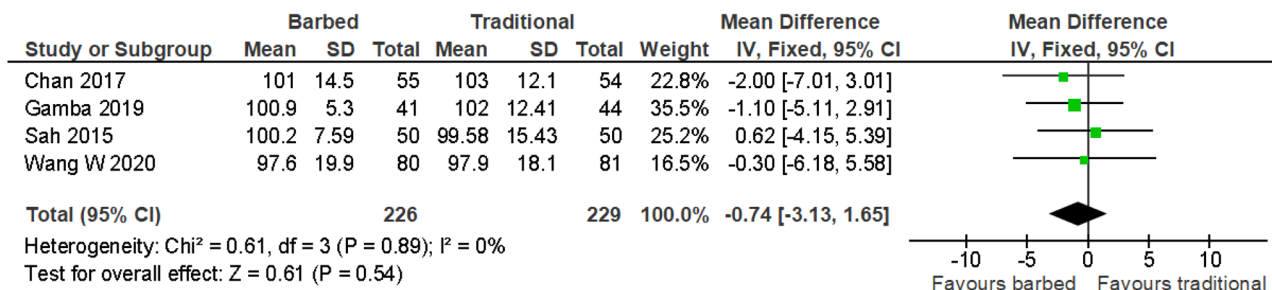 Barbed Traditional Mean Difference Mean Difference
Study or Subgroup Mean SD Total Mean SD Total Weight IV, Fixed, 95% CI IV, Fixed, 95% CI
Chan 2017 101 14.5 55 103 12.1 54 22.8% -2.00 [-7.01, 3.01]
Gamba 2019 100.9 5.3 41 102 12.41 44 35.5% -1.10 [-5.11, 2.91]
Sah 2015 100.2 7.59 50 99.58 15.43 50 25.2% 0.62 [-4.15, 5.39]
Wang W 2020 97.6 19.9 80 97.9 18.1 81 16.5% -0.30 [-6.18, 5.58]
Total (95% CI) 226 229 100.0% -0.74 [-3.13, 1.65]
Heterogeneity: Chi² = 0.61, df = 3 (P = 0.89); I² = 0%
Test for overall effect: Z = 0.61 (P = 0.54)
-10 -5 0 5 10
Favours barbed Favours traditional